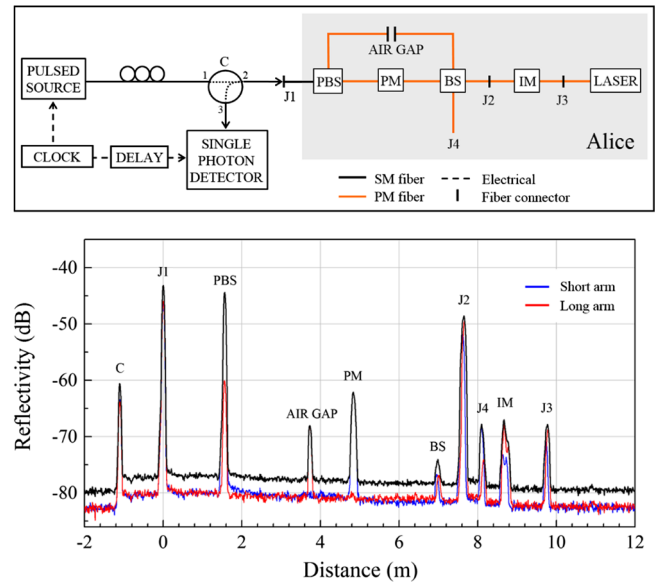 C
AIR GAP
PULSED
SOURCE
1
2
3
J1
PBS
PM
BS
J2
IM
J3
LASER
CLOCK
DELAY
SINGLE
PHOTON
DETECTOR
J4
Alice
SM fiber
Electrical
PM fiber
Fiber connector
-40
-50
-60
-70
-80
Reflectivity (dB)
J1
PBS
Short arm
Long arm
J2
C
PM
AIR GAP
J4
IM
J3
BS
-2
0
2
4
6
8
10
12
Distance (m)